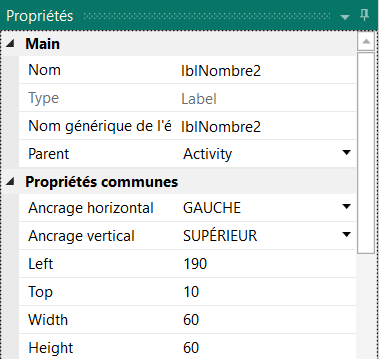 Propriétés
Main
Nom lblNombre2
Type Label
Nom générique de l'é lblNombre2
Parent Activity
Propriétés communes
Ancrage horizontal GAUCHE
Ancrage vertical SUPÉRIEUR
Left 190
Top 10
Width 60
Height 60